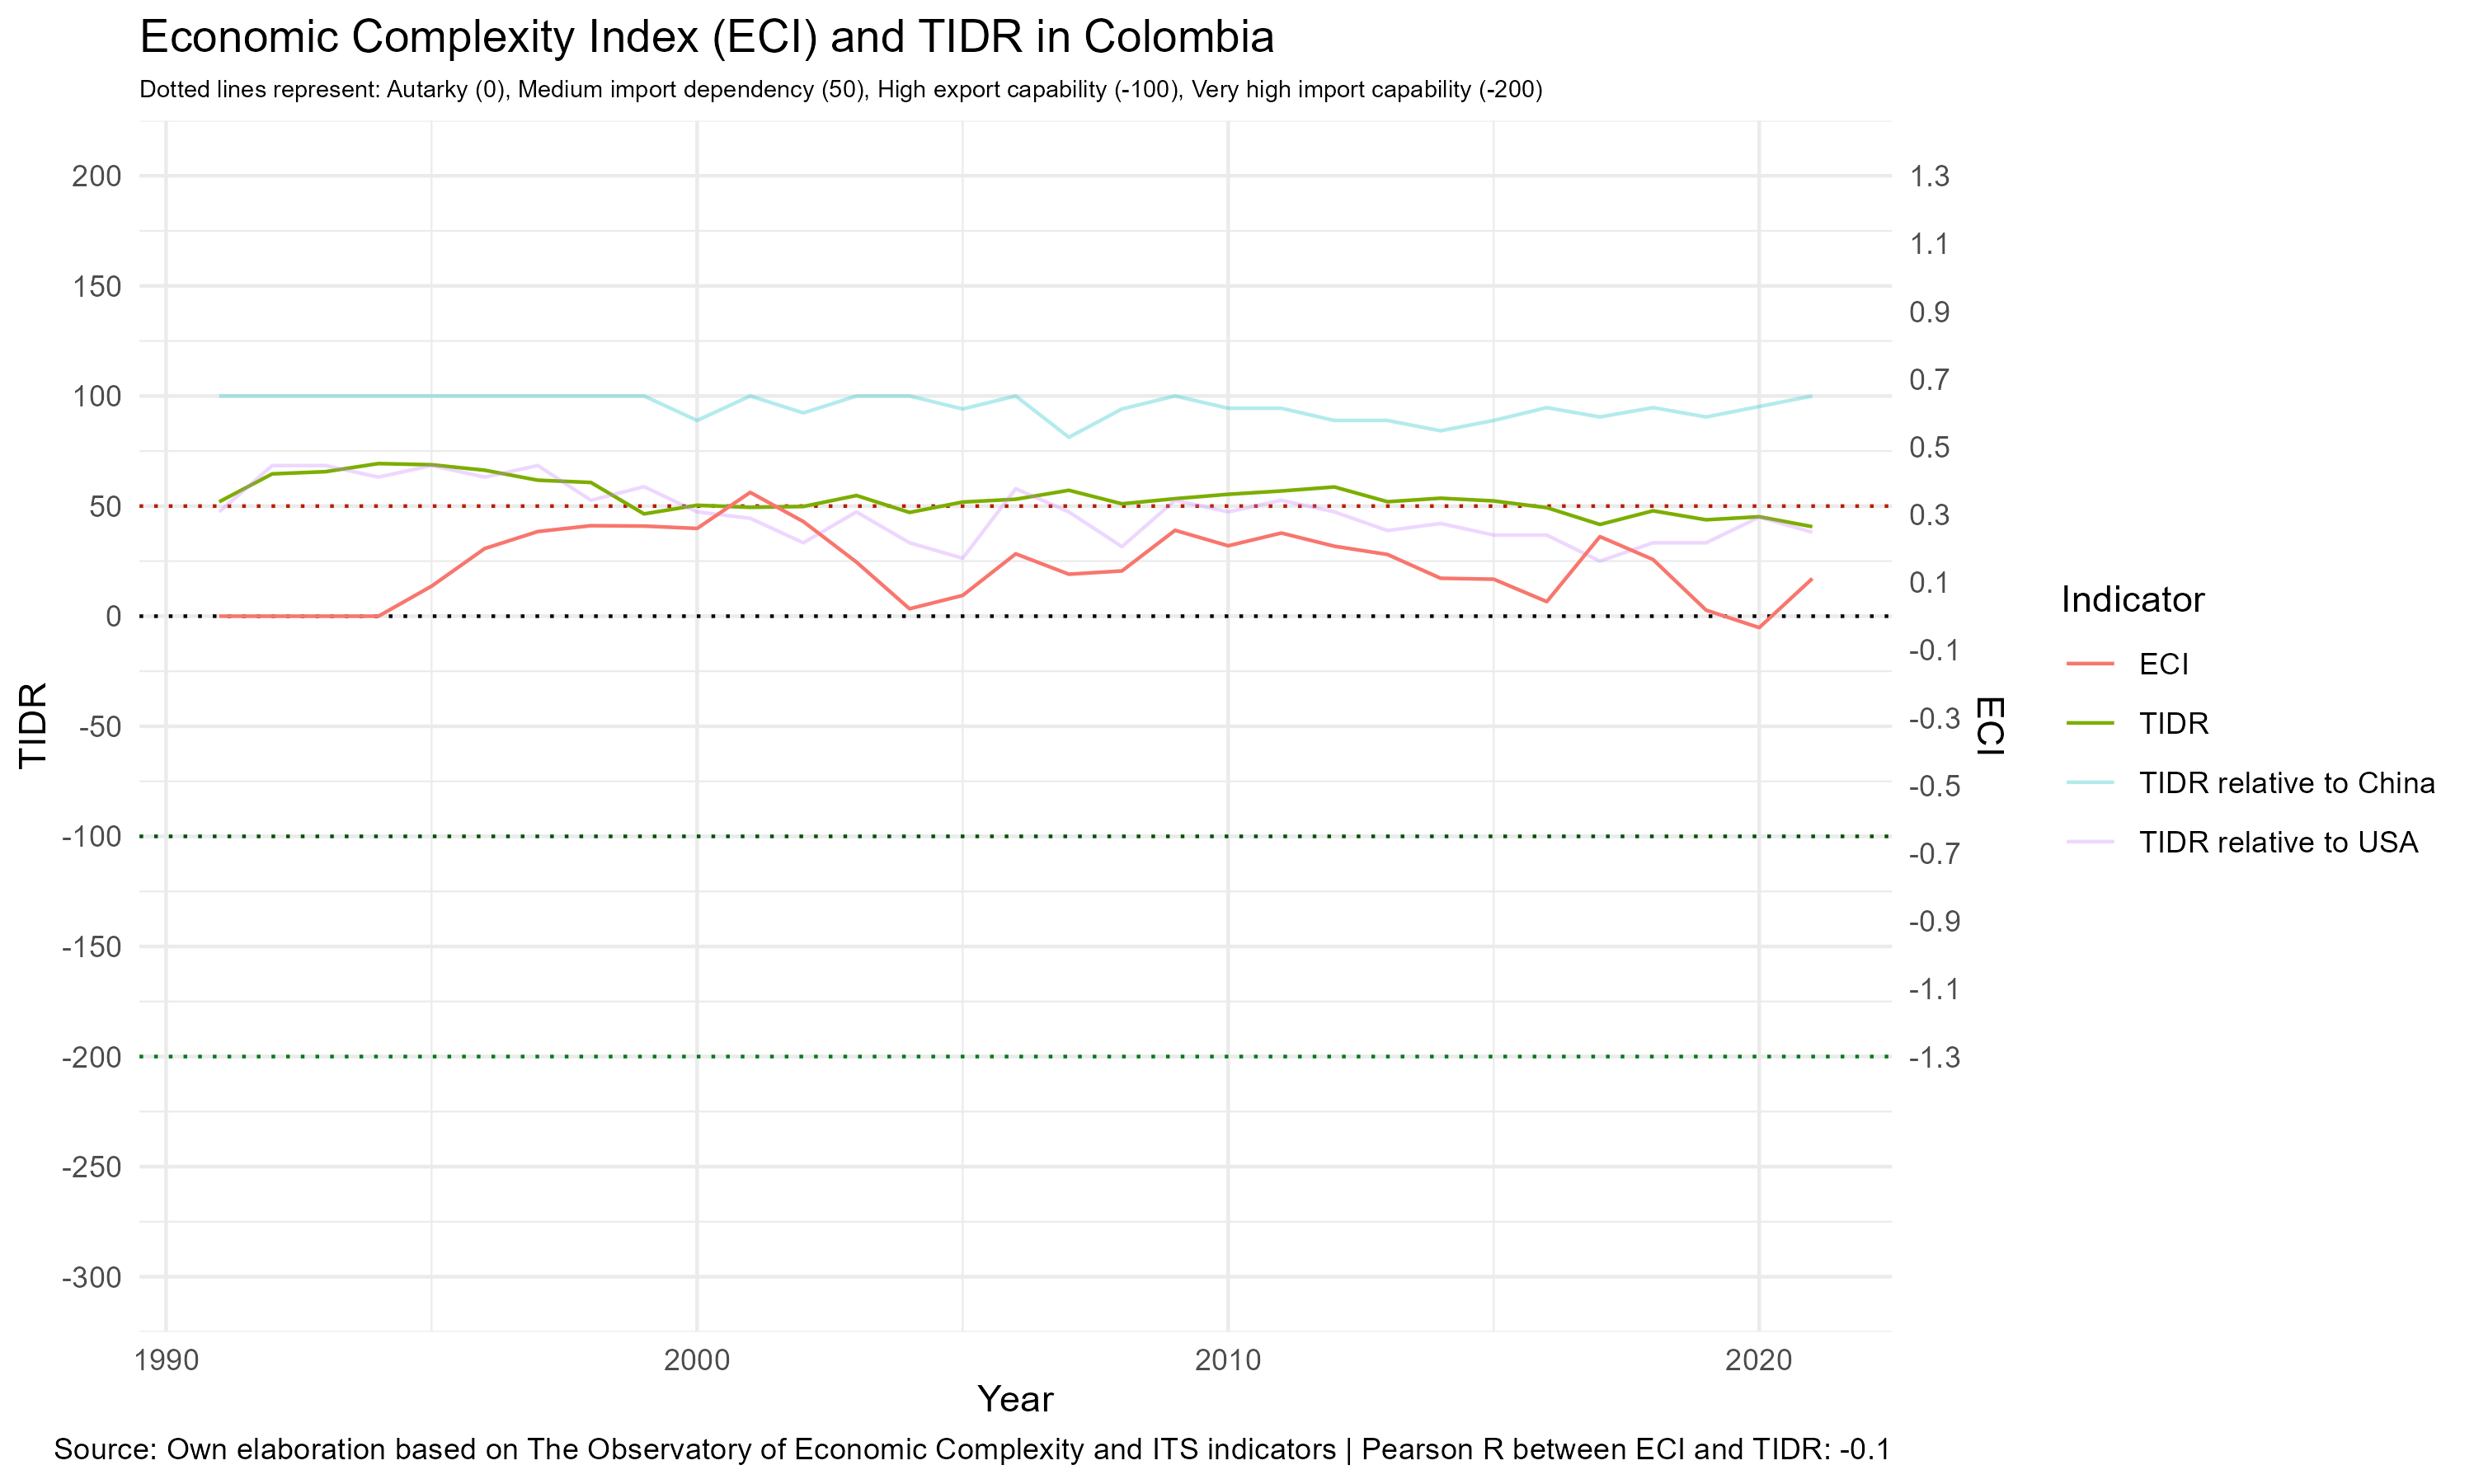 Economic Complexity Index (ECI) and TIDR in Colombia
Dotted lines represent: Autarky (0), Medium import dependency (50), High export capability (-100), Very high import capability (-200)
200
150
100
50
0
-50
-100
-150
-200
-250
-300
TIDR
1.3
1.1
0.9
0.7
0.5
0.3
0.1
-0.1
-0.3
-0.5
-0.7
-0.9
-1.1
-1.3
ECI
Indicator
ECI
TIDR
TIDR relative to China
TIDR relative to USA
1990
2000
2010
2020
Year
Source: Own elaboration based on The Observatory of Economic Complexity and ITS indicators | Pearson R between ECI and TIDR: -0.1